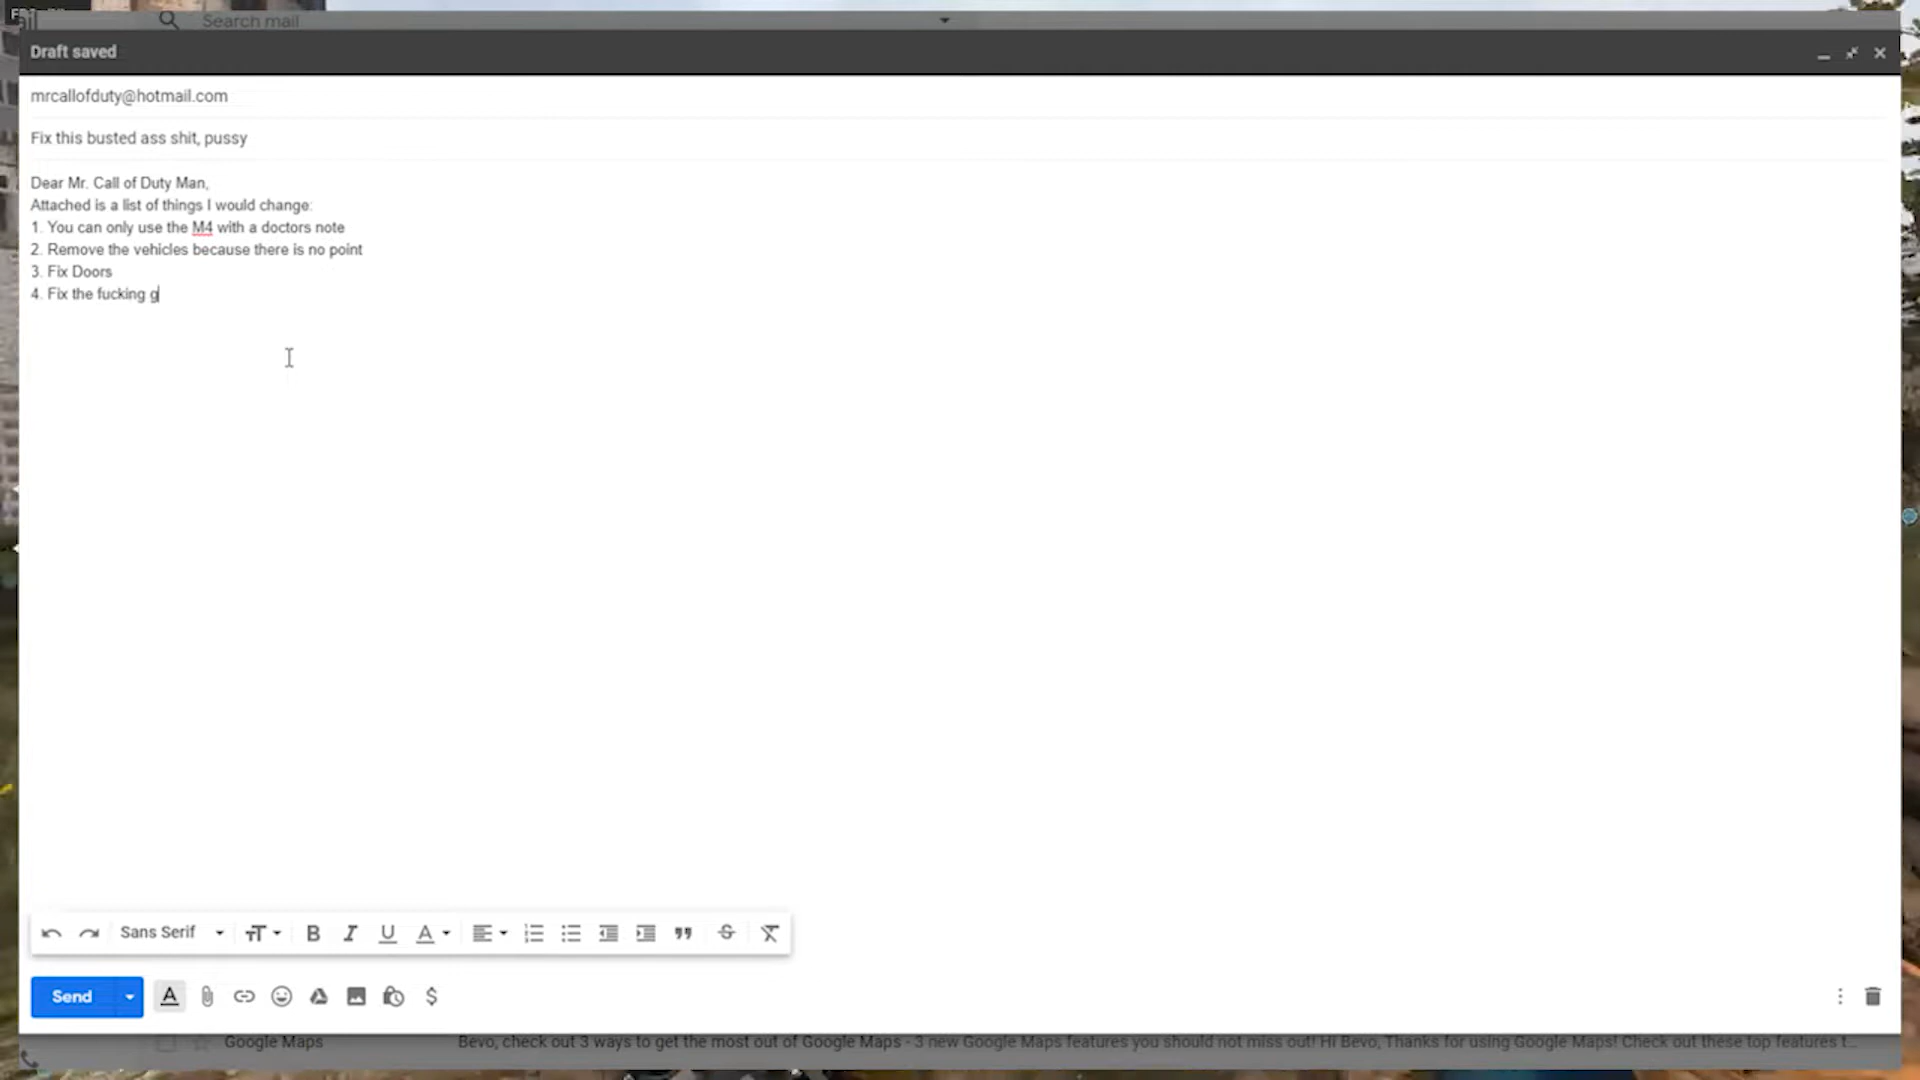 Search mail
Draft saved
mrcallofduty@hotmail.com
Fix this busted ass shit, pussy
Dear Mr. Call of Duty Man,
Attached is a list of things I would change:
1. You can only use the M4 with a doctors note
2. Remove the vehicles because there is no point
3. Fix Doors
4. Fix the fucking g
Sans Serif
Send
Google Maps Bevo, check out 3 ways to get the most out of Google Maps - 3 new Google Maps features you should not miss out! Hi Bevo, Thanks for using Google Maps! Check out these top features t...